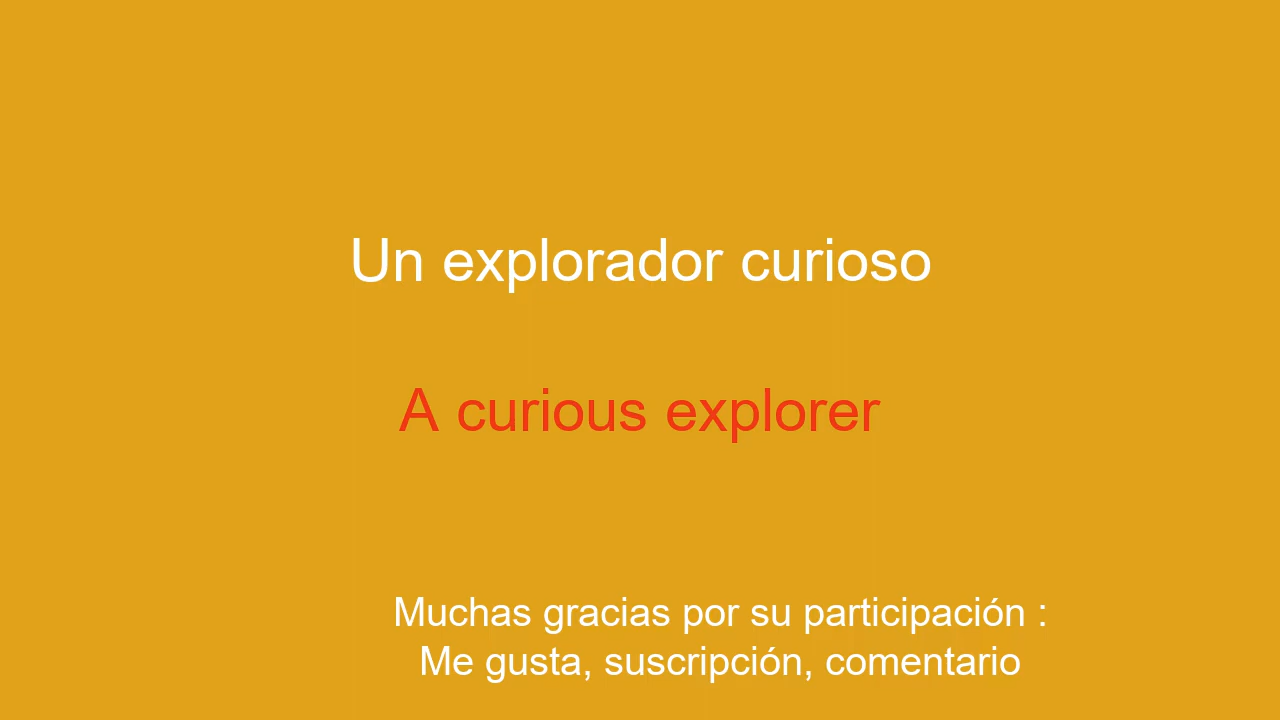 Un explorador curioso
A curious explorer
Muchas gracias por su participación :
Me gusta, suscripción, comentario